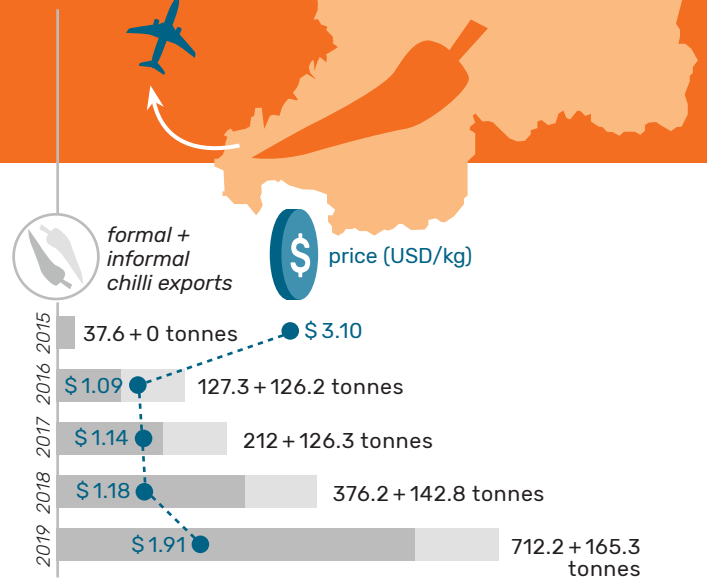 formal +
informal
chilli exports
$
price (USD/kg)
2015
37.6 + 0 tonnes
$ 3.10
2016
$ 1.09
127.3 + 126.2 tonnes
2017
$ 1.14
212 + 126.3 tonnes
2018
$ 1.18
376.2 + 142.8 tonnes
2019
$ 1.91
712.2 + 165.3
tonnes